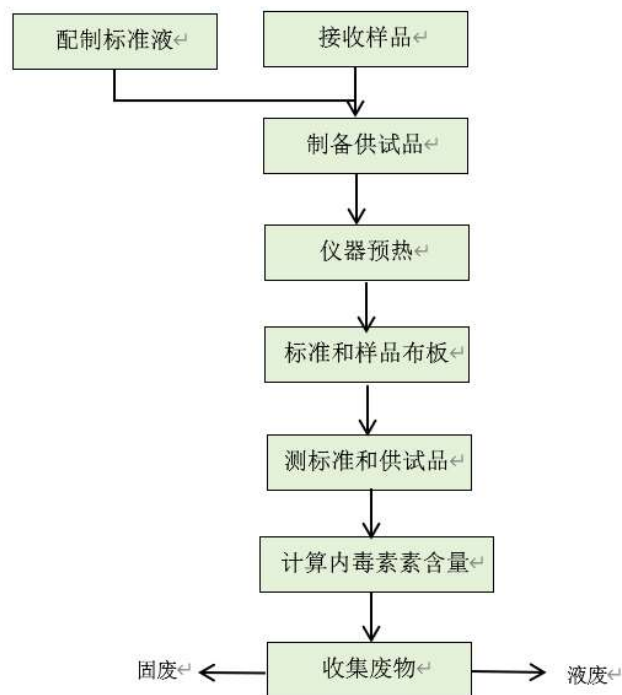 配制标准液↵
接收样品↵
制备供试品↵
仪器预热↵
标准和样品布板↵
测标准和供试品↵
计算内毒素素含量↵
固废↵
收集废物↵
液废↵